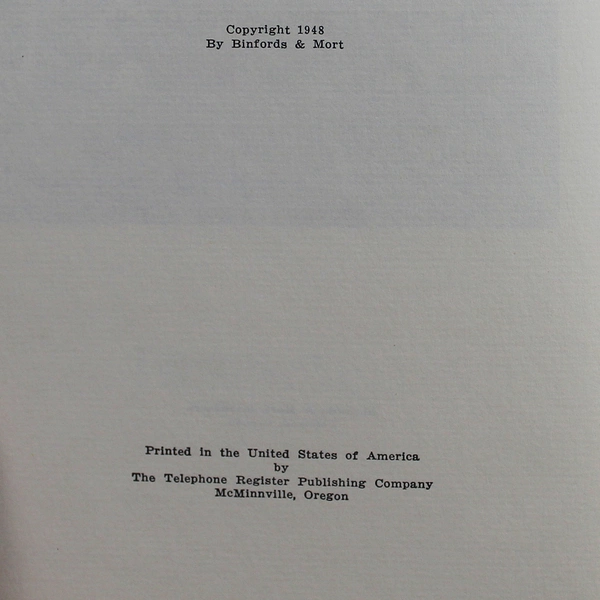 Copyright 1948
By Binfords & Mort
Printed in the United States of America
by
The Telephone Register Publishing Company
McMinnville, Oregon